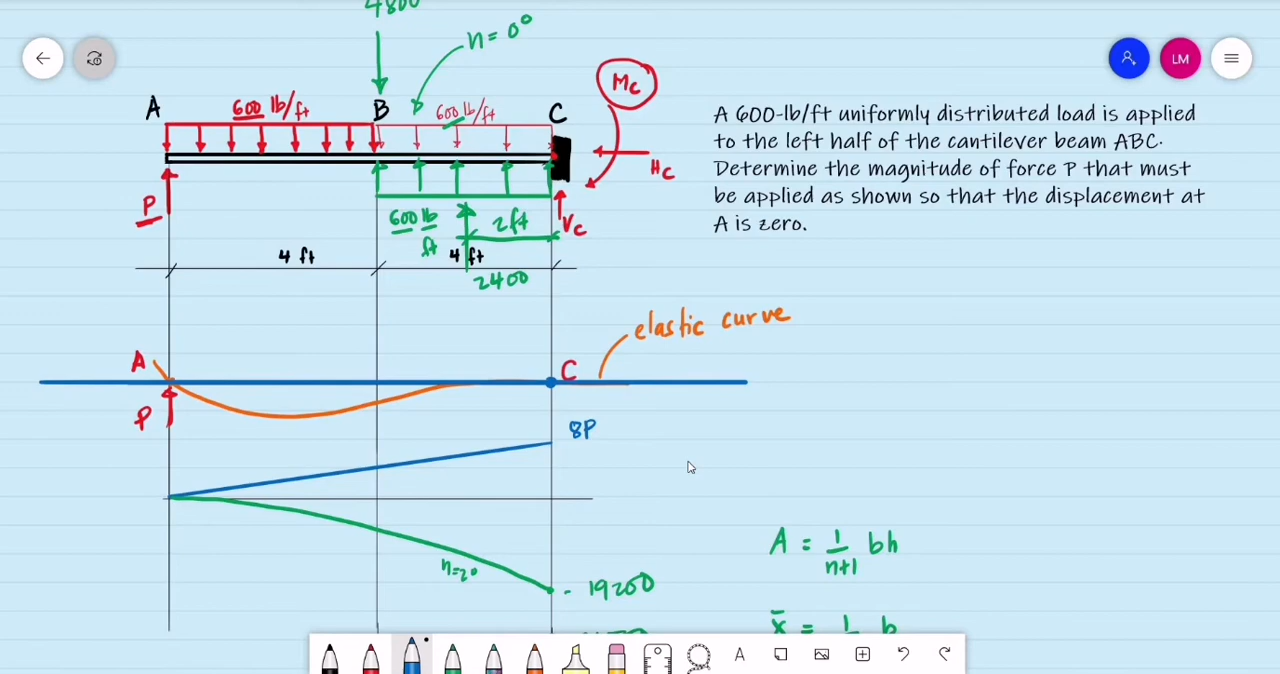 4800
n = 0°
Mc
A
600 lb/ft
B
600 lb/ft
C
Hc
P
600 lb
ft
2 ft
Vc
4 ft
4 ft
2400
LM
A 600-lb/ft uniformly distributed load is applied
to the left half of the cantilever beam ABC.
Determine the magnitude of force P that must
be applied as shown so that the displacement at
A is zero.
elastic curve
A
C
P
8P
n=2°
- 19200
A = 1/n+1 bh
x̄ = 1 b
A